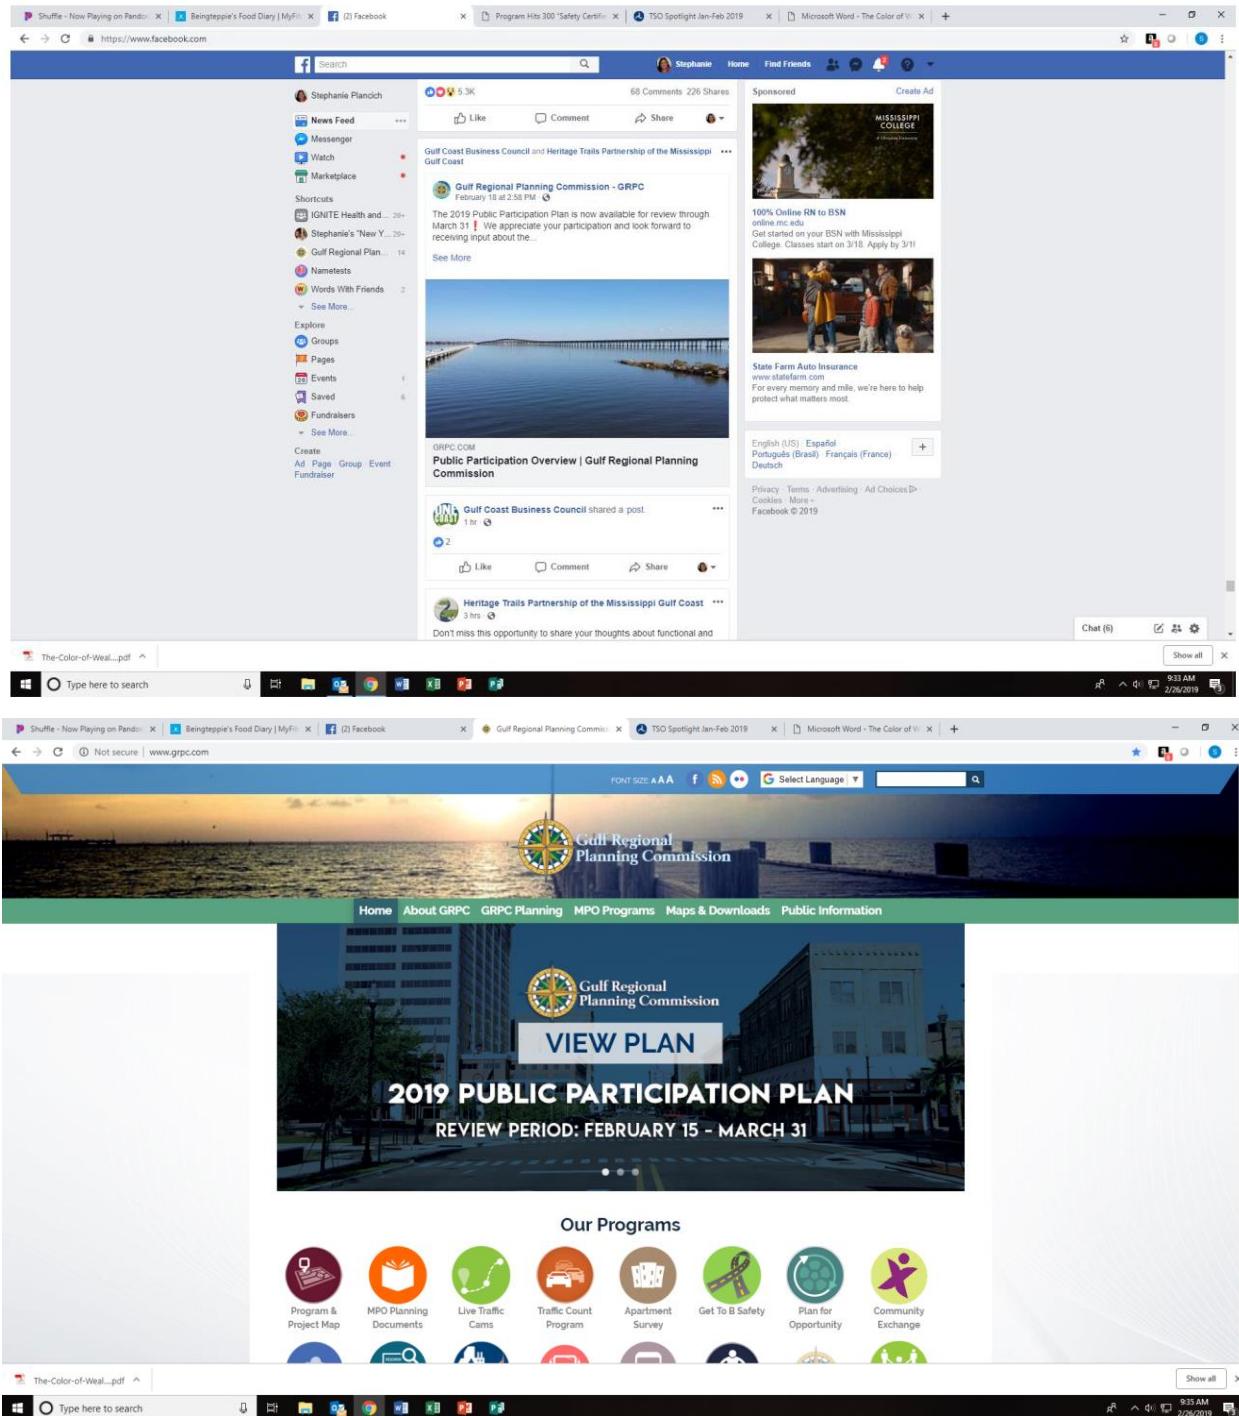 Shuffle - Now Playing on Pandor
Beingteppie's Food Diary | MyFit
(2) Facebook
Program Hits 300 "Safety Certifie
TSO Spotlight Jan-Feb 2019
Microsoft Word - The Color of W
https://www.facebook.com
Search
Stephanie
Home
Find Friends
2
Stephanie Plancich
News Feed
Messenger
Watch
Marketplace
Shortcuts
IGNITE Health and... 20+
Stephanie's "New Y... 20+
Gulf Regional Plan... 14
Nametests
Words With Friends 2
See More...
Explore
Groups
Pages
Events
Saved 6
Fundraisers
See More...
Create
Ad Page Group Event
Fundraiser
5.3K
68 Comments 226 Shares
Like Comment Share
Gulf Coast Business Council and Heritage Trails Partnership of the Mississippi
Gulf Coast
Gulf Regional Planning Commission - GRPC
February 18 at 2:58 PM
The 2019 Public Participation Plan is now available for review through
March 31❗ We appreciate your participation and look forward to
receiving input about the...
See More
GRPC.COM
Public Participation Overview | Gulf Regional Planning
Commission
Gulf Coast Business Council shared a post.
1 hr
2
Like Comment Share
Heritage Trails Partnership of the Mississippi Gulf Coast
3 hrs
Don't miss this opportunity to share your thoughts about functional and
Sponsored
Create Ad
MISSISSIPPI
COLLEGE
100% Online RN to BSN
online.mc.edu
Get started on your BSN with Mississippi
College. Classes start on 3/18. Apply by 3/1!
State Farm Auto Insurance
www.statefarm.com
For every memory and mile, we're here to help
protect what matters most.
English (US) · Español
Português (Brasil) · Français (France)
Deutsch
Privacy · Terms · Advertising · Ad Choices
Cookies · More
Facebook © 2019
Chat (6)
The-Color-of-Weal....pdf
Show all
Type here to search
9:33 AM
2/26/2019
Shuffle - Now Playing on Pandor
Beingteppie's Food Diary | MyFit
(2) Facebook
Gulf Regional Planning Commis
TSO Spotlight Jan-Feb 2019
Microsoft Word - The Color of W
Not secure | www.grpc.com
FONT SIZE A A A
Select Language
Gulf Regional
Planning Commission
Home About GRPC GRPC Planning MPO Programs Maps & Downloads Public Information
Gulf Regional
Planning Commission
VIEW PLAN
2019 PUBLIC PARTICIPATION PLAN
REVIEW PERIOD: FEBRUARY 15 - MARCH 31
Our Programs
Program &
Project Map
MPO Planning
Documents
Live Traffic
Cams
Traffic Count
Program
Apartment
Survey
Get To B Safety
Plan for
Opportunity
Community
Exchange
The-Color-of-Weal....pdf
Show all
Type here to search
9:35 AM
2/26/2019